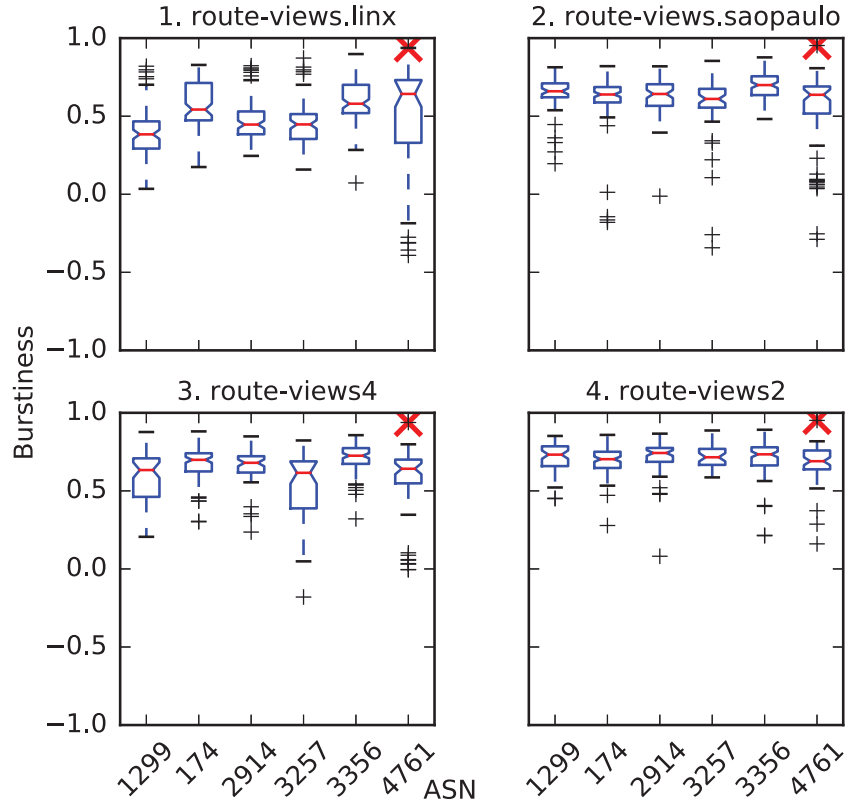 1. route-views.linx
2. route-views.saopaulo
1.0
0.5
0.0
−0.5
−1.0
Burstiness
3. route-views4
4. route-views2
1.0
0.5
0.0
−0.5
−1.0
1299 174 2914 3257 3356 4761
1299 174 2914 3257 3356 4761
ASN